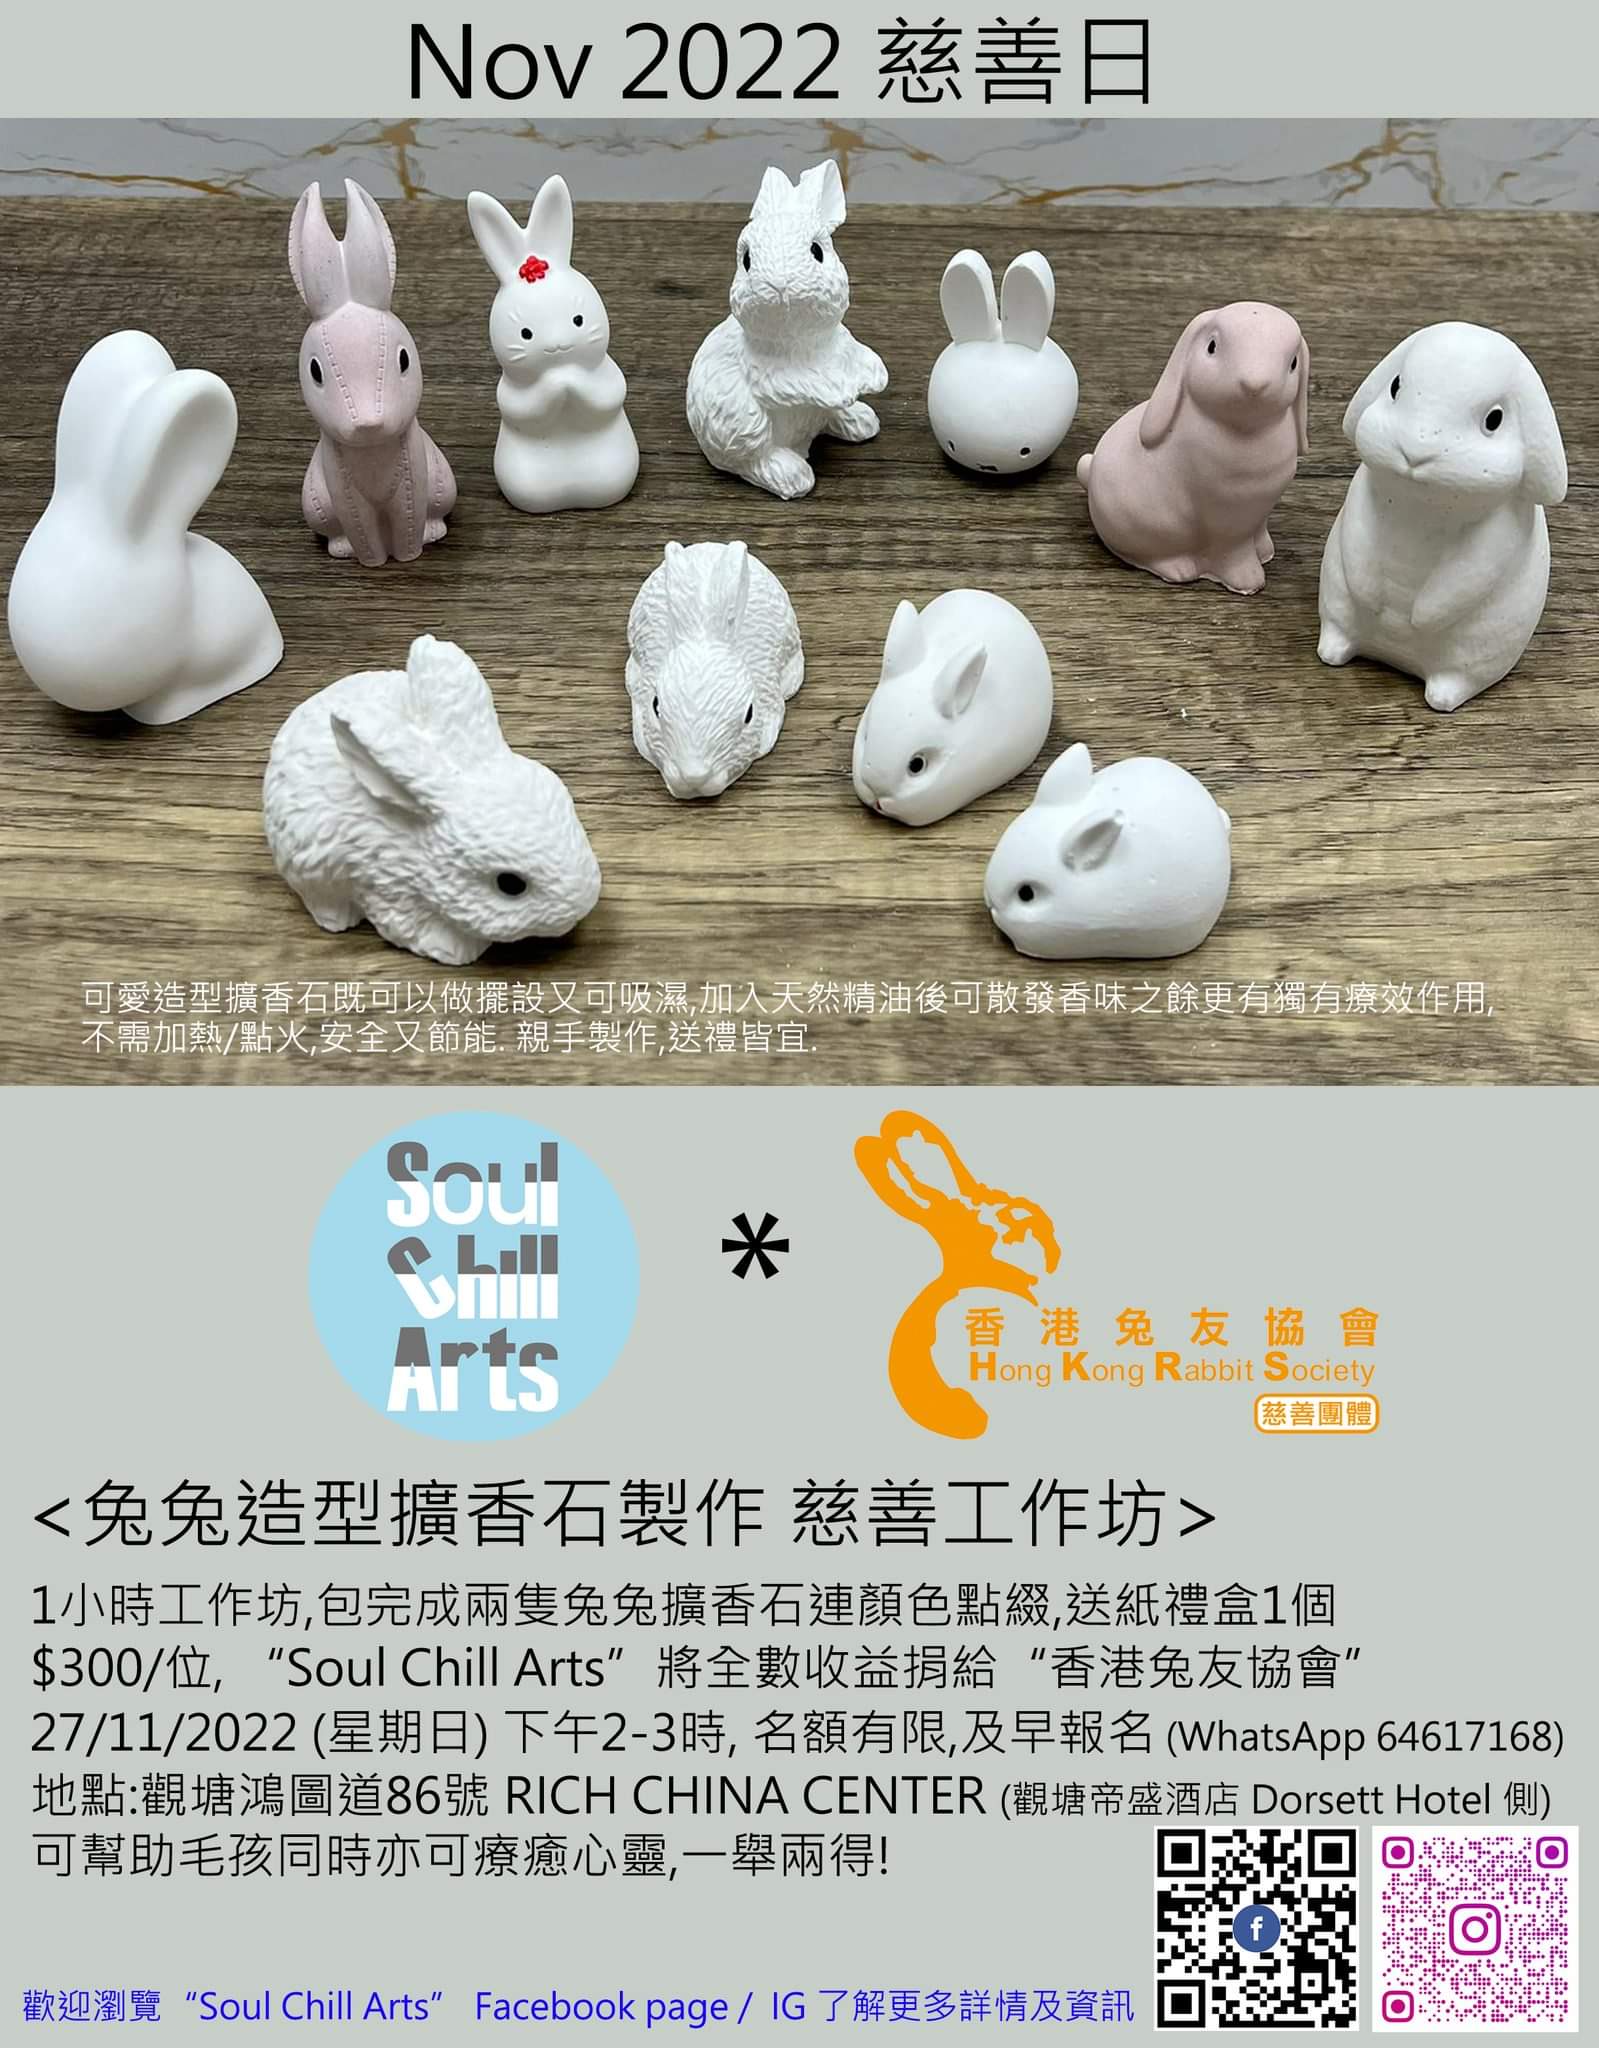 Nov 2022 慈善日
可愛造型擴香石既可以做擺設又可吸濕,加入天然精油後可散發香味之餘更有獨有療效作用,
不需加熱/點火,安全又節能. 親手製作,送禮皆宜.
Soul
Chill
Arts
*
香港兔友協會
Hong Kong Rabbit Society
慈善團體
<兔兔造型擴香石製作 慈善工作坊>
1小時工作坊,包完成兩隻兔兔擴香石連顏色點綴,送紙禮盒1個
$300/位, “Soul Chill Arts” 將全數收益捐給 “香港兔友協會”
27/11/2022 (星期日) 下午2-3時, 名額有限,及早報名 (WhatsApp 64617168)
地點:觀塘鴻圖道86號 RICH CHINA CENTER (觀塘帝盛酒店 Dorsett Hotel 側)
可幫助毛孩同時亦可療癒心靈,一舉兩得!
歡迎瀏覽 “Soul Chill Arts” Facebook page / IG 了解更多詳情及資訊